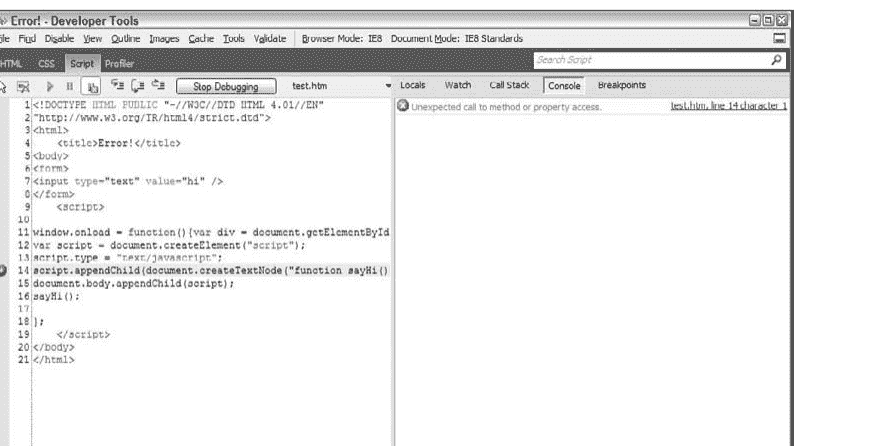 Error! - Developer Tools
File Find Disable View Outline Images Cache Tools Validate Browser Mode: IE8 Document Mode: IE8 Standards
HTML CSS Script Profiler
Search Script
Stop Debugging test.htm
Locals Watch Call Stack Console Breakpoints
1 <!DOCTYPE HTML PUBLIC "-//W3C//DTD HTML 4.01//EN"
2 "http://www.w3.org/TR/html4/strict.dtd">
3 <html>
4 <title>Error!</title>
5 <body>
6 <form>
7 <input type="text" value="hi" />
8 </form>
9 <script>
10
11 window.onload = function(){var div = document.getElementById
12 var script = document.createElement("script");
13 script.type = "text/javascript";
14 script.appendChild(document.createTextNode("function sayHi()
15 document.body.appendChild(script);
16 sayHi();
17
18 };
19 </script>
20 </body>
21 </html>
Unexpected call to method or property access.
test.htm, line 14 character 1